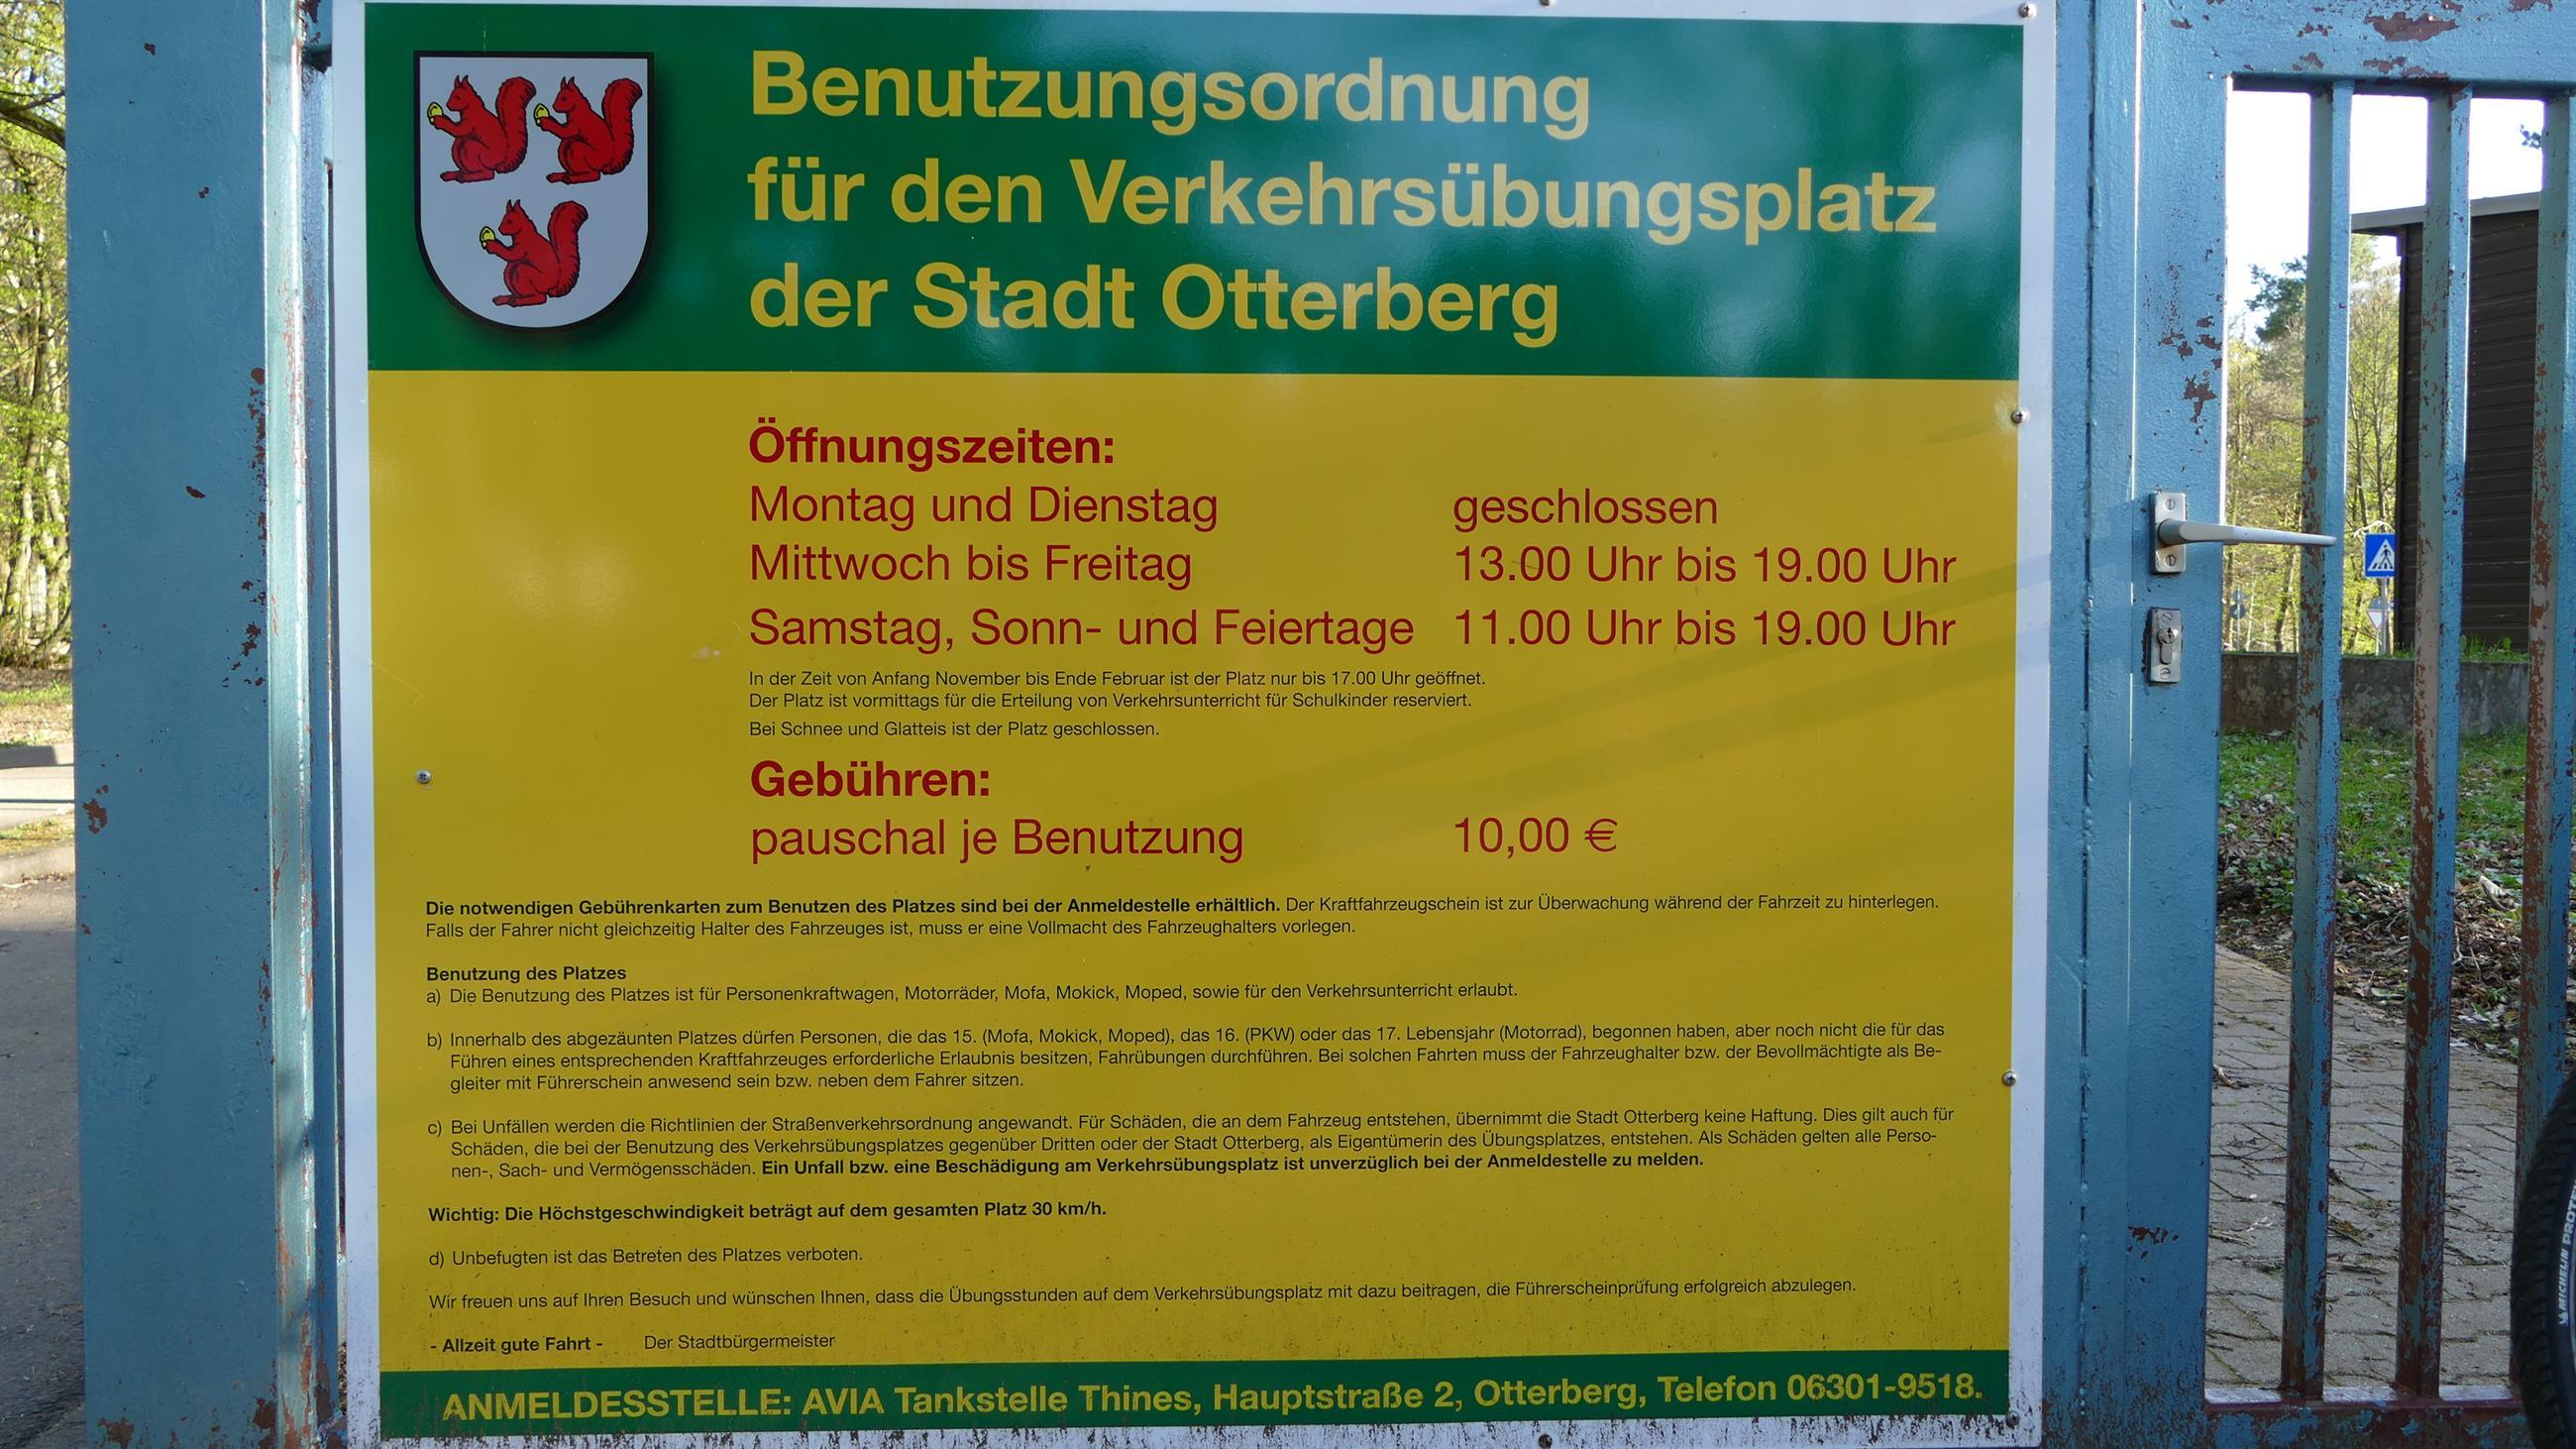 Benutzungsordnung
für den Verkehrsübungsplatz
der Stadt Otterberg
Öffnungszeiten:
Montag und Dienstag geschlossen
Mittwoch bis Freitag 13.00 Uhr bis 19.00 Uhr
Samstag, Sonn- und Feiertage 11.00 Uhr bis 19.00 Uhr
In der Zeit von Anfang November bis Ende Februar ist der Platz nur bis 17.00 Uhr geöffnet.
Der Platz ist vormittags für die Erteilung von Verkehrsunterricht für Schulkinder reserviert.
Bei Schnee und Glatteis ist der Platz geschlossen.
Gebühren:
pauschal je Benutzung 10,00 €
Die notwendigen Gebührenkarten zum Benutzen des Platzes sind bei der Anmeldestelle erhältlich. Der Kraftfahrzeugschein ist zur Überwachung während der Fahrzeit zu hinterlegen.
Falls der Fahrer nicht gleichzeitig Halter des Fahrzeuges ist, muss er eine Vollmacht des Fahrzeughalters vorlegen.
Benutzung des Platzes
a) Die Benutzung des Platzes ist für Personenkraftwagen, Motorräder, Mofa, Mokick, Moped, sowie für den Verkehrsunterricht erlaubt.
b) Innerhalb des abgezäunten Platzes dürfen Personen, die das 15. (Mofa, Mokick, Moped), das 16. (PKW) oder das 17. Lebensjahr (Motorrad), begonnen haben, aber noch nicht die für das
Führen eines entsprechenden Kraftfahrzeuges erforderliche Erlaubnis besitzen, Fahrübungen durchführen. Bei solchen Fahrten muss der Fahrzeughalter bzw. der Bevollmächtigte als Be-
gleiter mit Führerschein anwesend sein bzw. neben dem Fahrer sitzen.
c) Bei Unfällen werden die Richtlinien der Straßenverkehrsordnung angewandt. Für Schäden, die an dem Fahrzeug entstehen, übernimmt die Stadt Otterberg keine Haftung. Dies gilt auch für
Schäden, die bei der Benutzung des Verkehrsübungsplatzes gegenüber Dritten oder der Stadt Otterberg, als Eigentümerin des Übungsplatzes, entstehen. Als Schäden gelten alle Perso-
nen-, Sach- und Vermögensschäden. Ein Unfall bzw. eine Beschädigung am Verkehrsübungsplatz ist unverzüglich bei der Anmeldestelle zu melden.
Wichtig: Die Höchstgeschwindigkeit beträgt auf dem gesamten Platz 30 km/h.
d) Unbefugten ist das Betreten des Platzes verboten.
Wir freuen uns auf Ihren Besuch und wünschen Ihnen, dass die Übungsstunden auf dem Verkehrsübungsplatz mit dazu beitragen, die Führerscheinprüfung erfolgreich abzulegen.
- Allzeit gute Fahrt - Der Stadtbürgermeister
ANMELDESSTELLE: AVIA Tankstelle Thines, Hauptstraße 2, Otterberg, Telefon 06301-9518.
MICHELIN